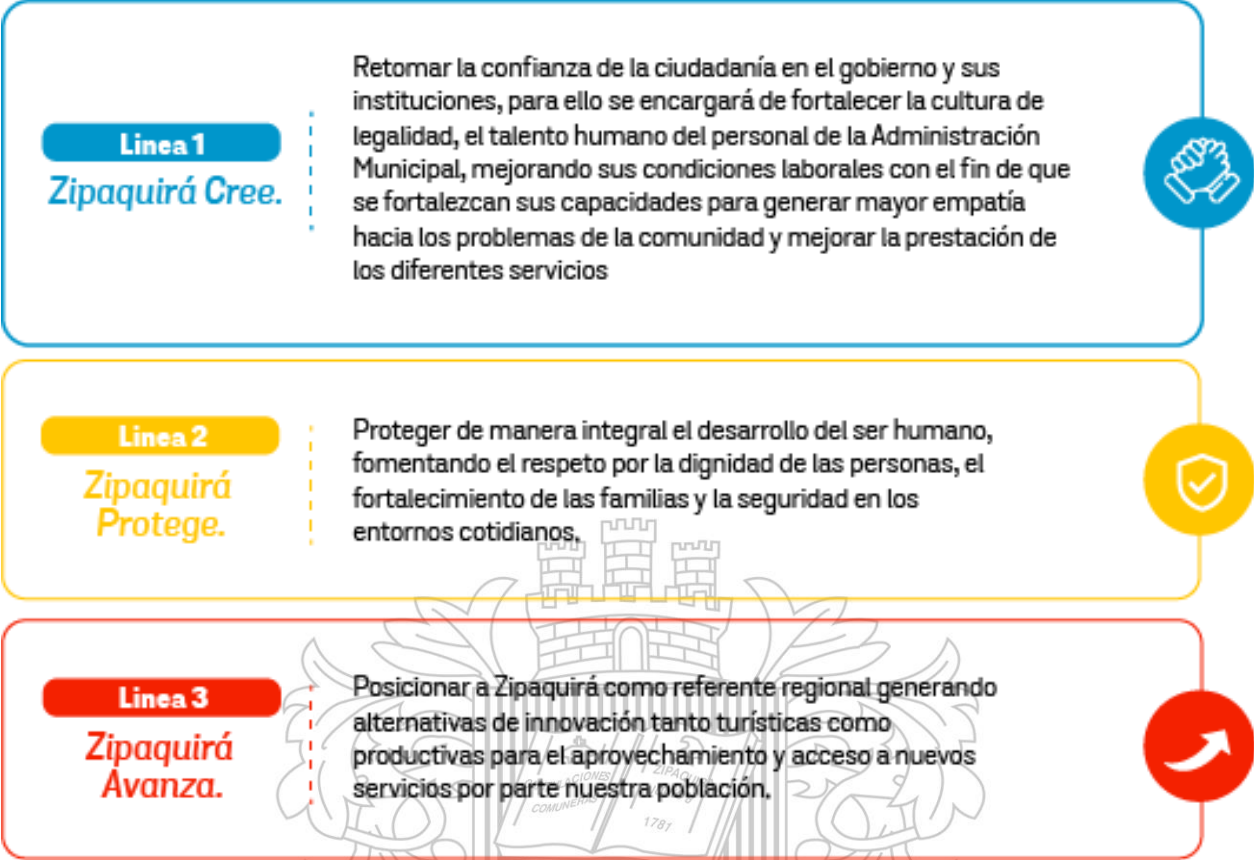 Linea 1
Zipaquirá Cree.
Retomar la confianza de la ciudadanía en el gobierno y sus
instituciones, para ello se encargará de fortalecer la cultura de
legalidad, el talento humano del personal de la Administración
Municipal, mejorando sus condiciones laborales con el fin de que
se fortalezcan sus capacidades para generar mayor empatía
hacia los problemas de la comunidad y mejorar la prestación de
los diferentes servicios
Linea 2
Zipaquirá
Protege.
Proteger de manera integral el desarrollo del ser humano,
fomentando el respeto por la dignidad de las personas, el
fortalecimiento de las familias y la seguridad en los
entornos cotidianos.
Linea 3
Zipaquirá
Avanza.
Posicionar a Zipaquirá como referente regional generando
alternativas de innovación tanto turísticas como
productivas para el aprovechamiento y acceso a nuevos
servicios por parte nuestra población.
COMUNERAS
1781